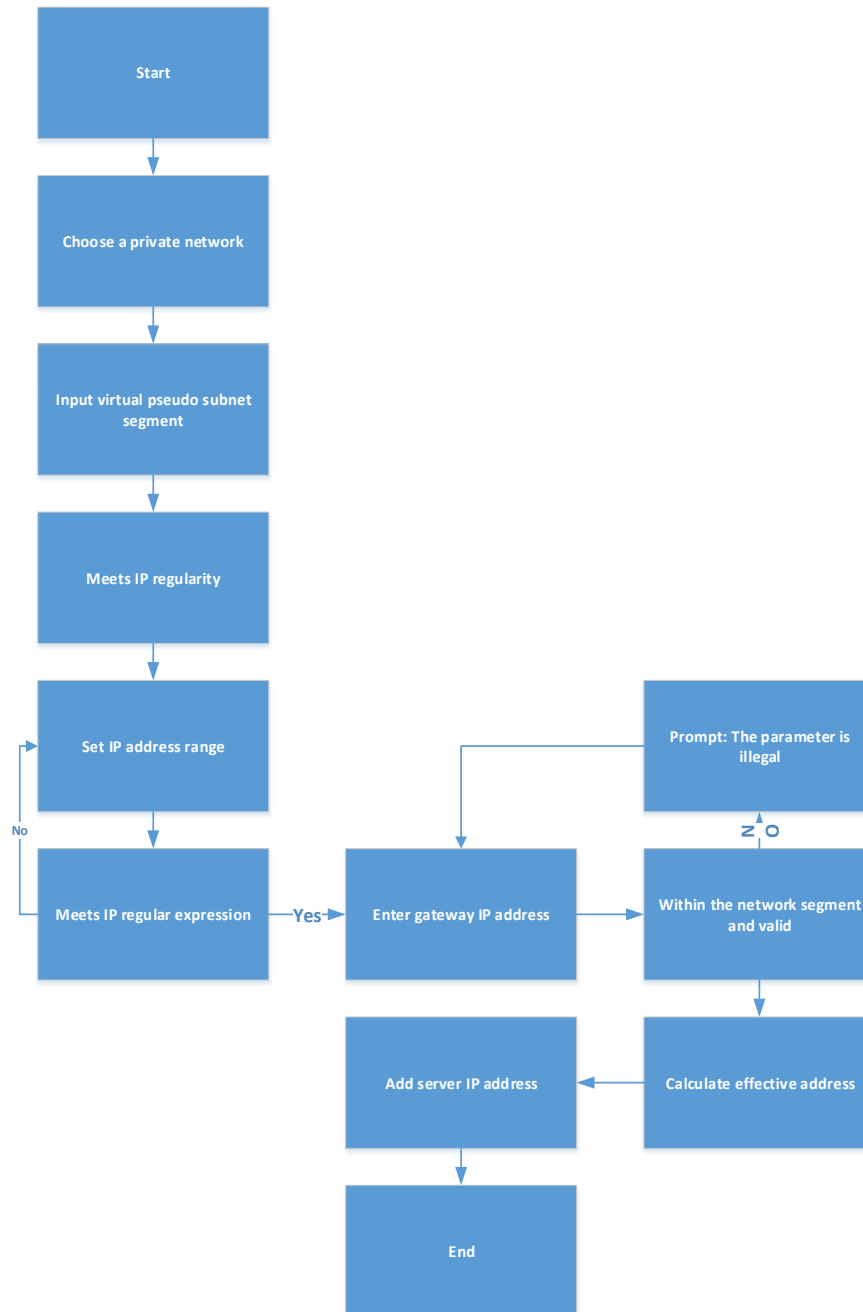 Start
Choose a private network
Input virtual pseudo subnet
segment
Meets IP regularity
Set IP address range
No
Meets IP regular expression
Yes
Enter gateway IP address
Prompt: The parameter is
illegal
NO
Within the network segment
and valid
Calculate effective address
Add server IP address
End